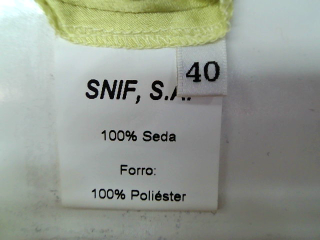 40
SNIF, S.A.
100% Seda
Forro:
100% Poliéster